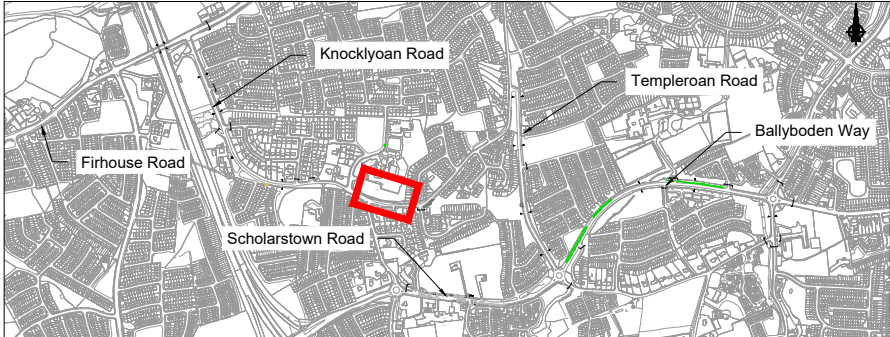 Knocklyoan Road
Templeroan Road
Ballyboden Way
Firhouse Road
Scholarstown Road